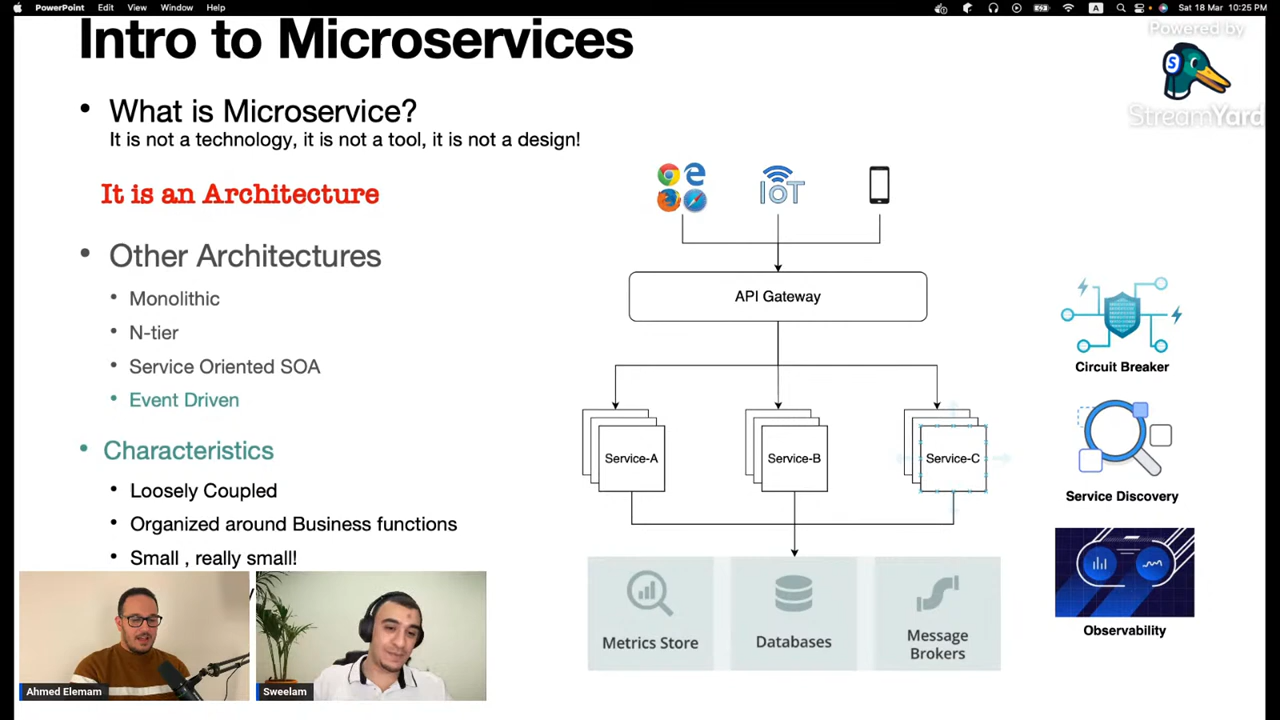 PowerPoint Edit View Window Help
A
Sat 18 Mar 10:25 PM
Intro to Microservices
Powered by
S
StreamYard
• What is Microservice?
It is not a technology, it is not a tool, it is not a design!
It is an Architecture
• Other Architectures
• Monolithic
• N-tier
• Service Oriented SOA
• Event Driven
• Characteristics
• Loosely Coupled
• Organized around Business functions
• Small , really small!
Ahmed Elemam
Sweelam
IoT
API Gateway
Service-A
Service-B
Service-C
Metrics Store
Databases
Message
Brokers
Circuit Breaker
Service Discovery
Observability